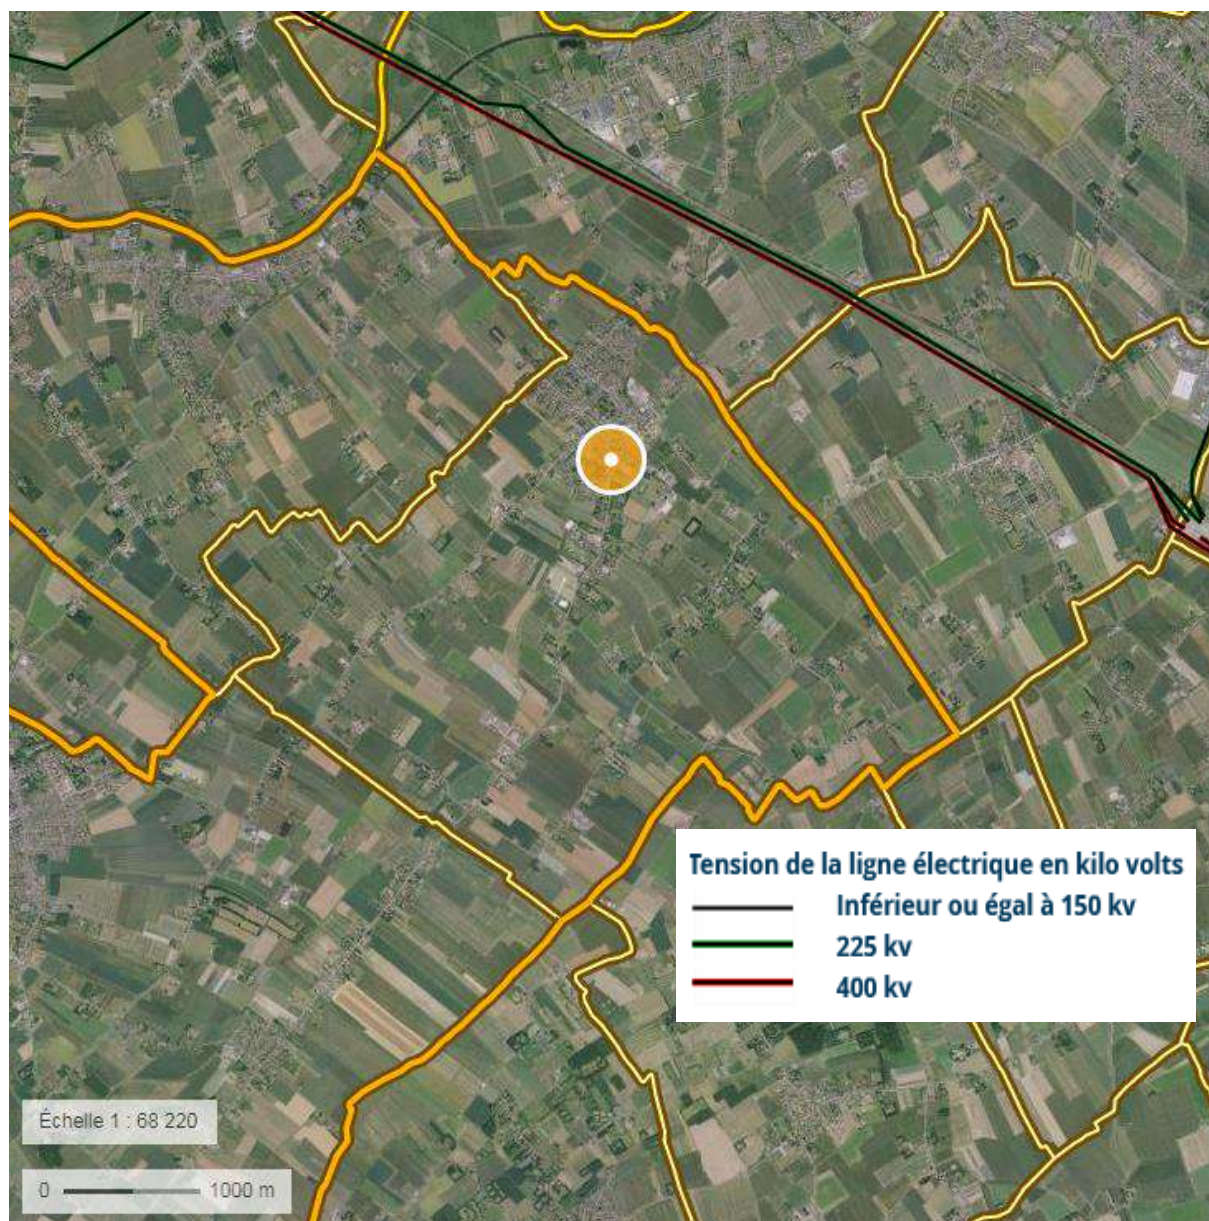 Tension de la ligne électrique en kilo volts
Inférieur ou égal à 150 kv
225 kv
400 kv
Échelle 1 : 68 220
0 1000 m